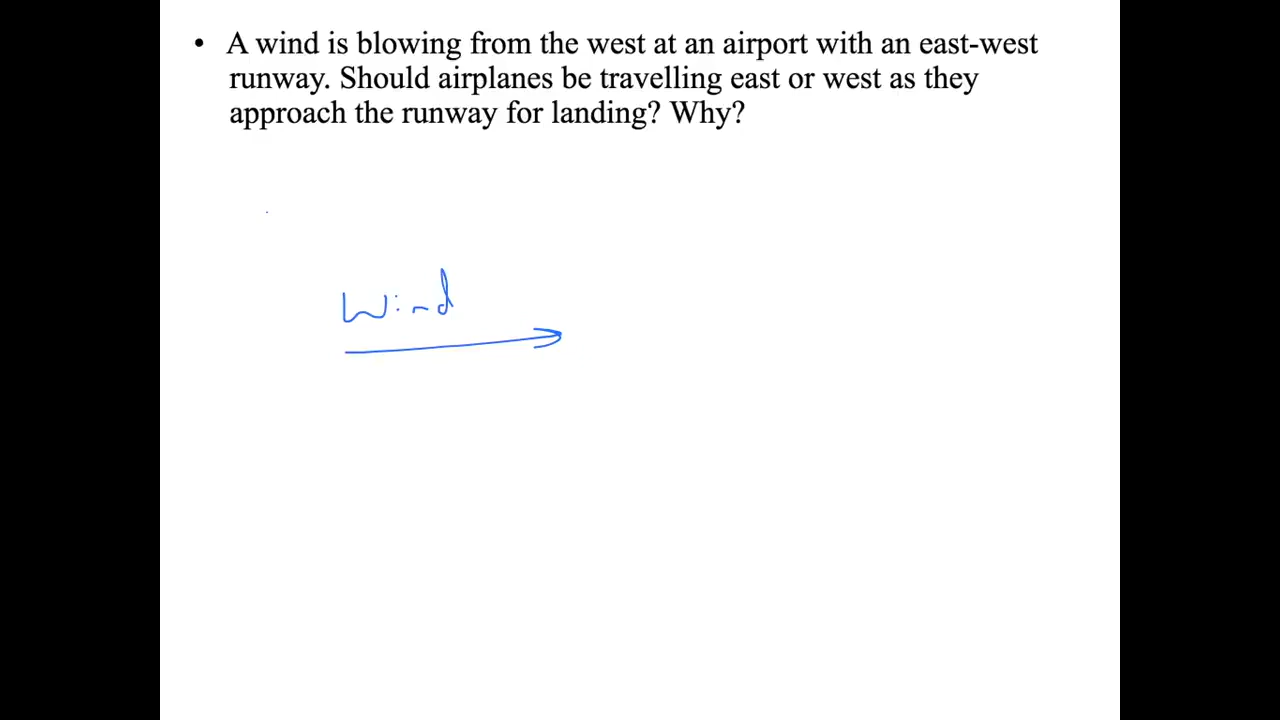 • A wind is blowing from the west at an airport with an east-west
runway. Should airplanes be travelling east or west as they
approach the runway for landing? Why?
Wind